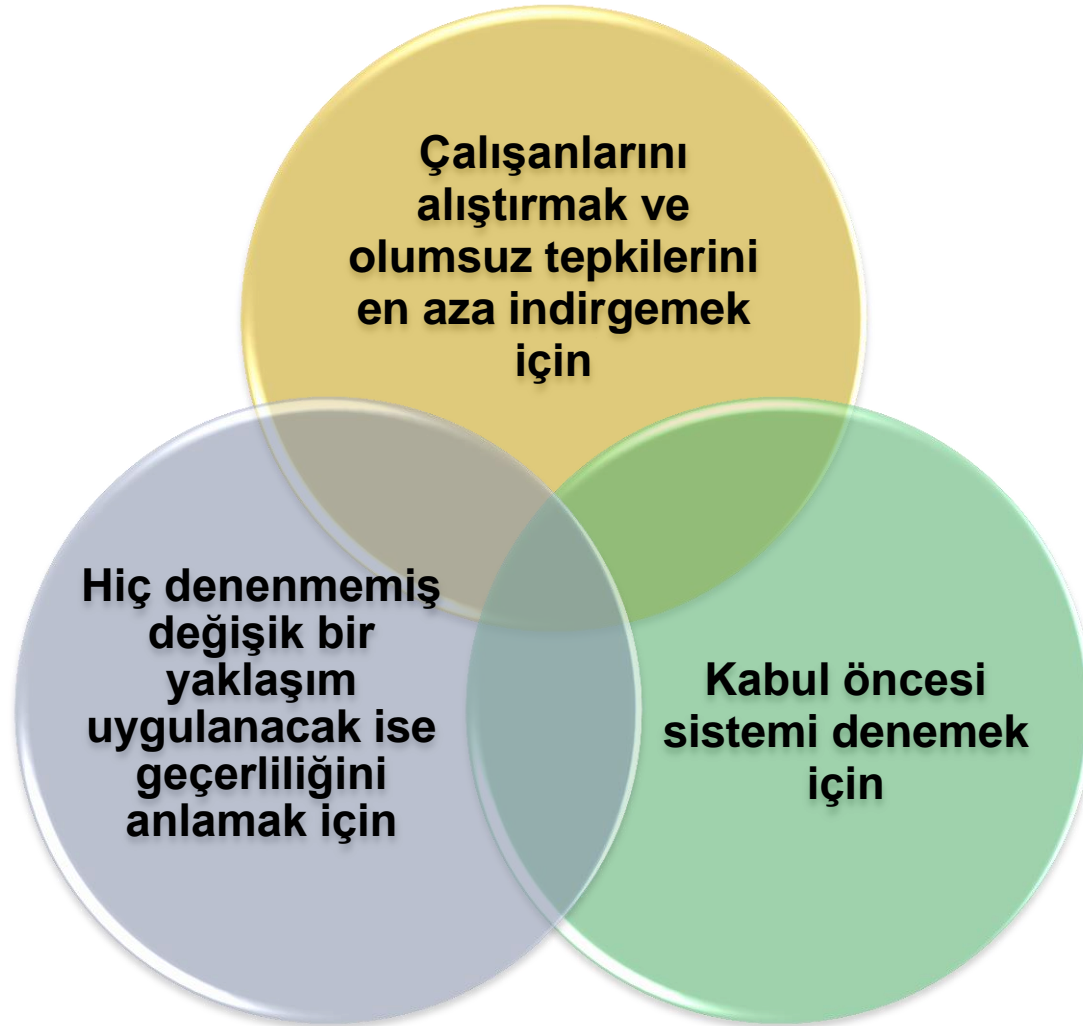 Çalışanlarını
alıştırmak ve
olumsuz tepkilerini
en aza indirgemek
için
Hiç denenmemiş
değişik bir
yaklaşım
uygulanacak ise
geçerliliğini
anlamak için
Kabul öncesi
sistemi denemek
için